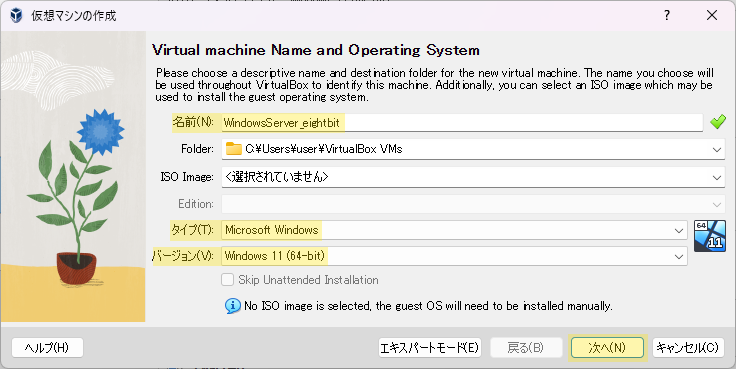 仮想マシンの作成
Virtual machine Name and Operating System
Please choose a descriptive name and destination folder for the new virtual machine. The name you choose will
be used throughout VirtualBox to identify this machine. Additionally, you can select an ISO image which may be
used to install the guest operating system.
名前(N): WindowsServer_eightbit
Folder: C:¥Users¥user¥VirtualBox VMs
ISO Image: <選択されていません>
Edition:
タイプ(T): Microsoft Windows
64
バージョン(V): Windows 11 (64-bit)
11
Skip Unattended Installation
No ISO image is selected, the guest OS will need to be installed manually.
ヘルプ(H) エキスパートモード(E) 戻る(B) 次へ(N) キャンセル(C)